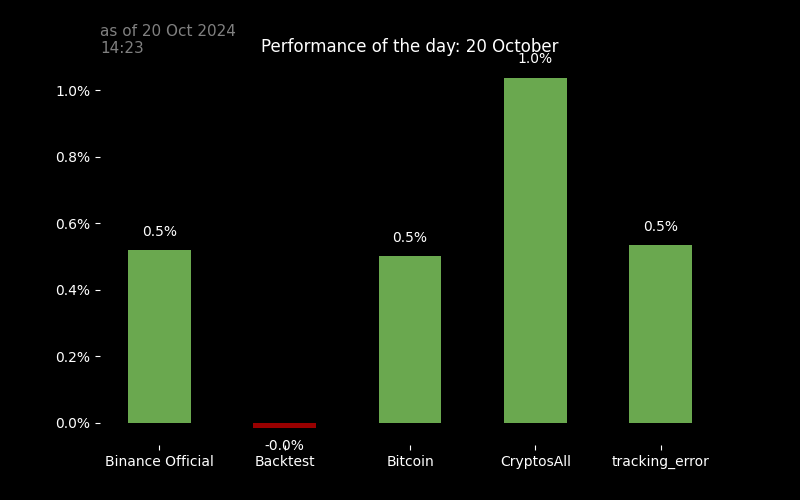 as of 20 Oct 2024
14:23
Performance of the day: 20 October
1.0%
1.0%
0.8%
0.6%
0.5%
0.5%
0.5%
0.4%
0.2%
0.0%
-0.0%
Binance Official
Backtest
Bitcoin
CryptosAll
tracking_error